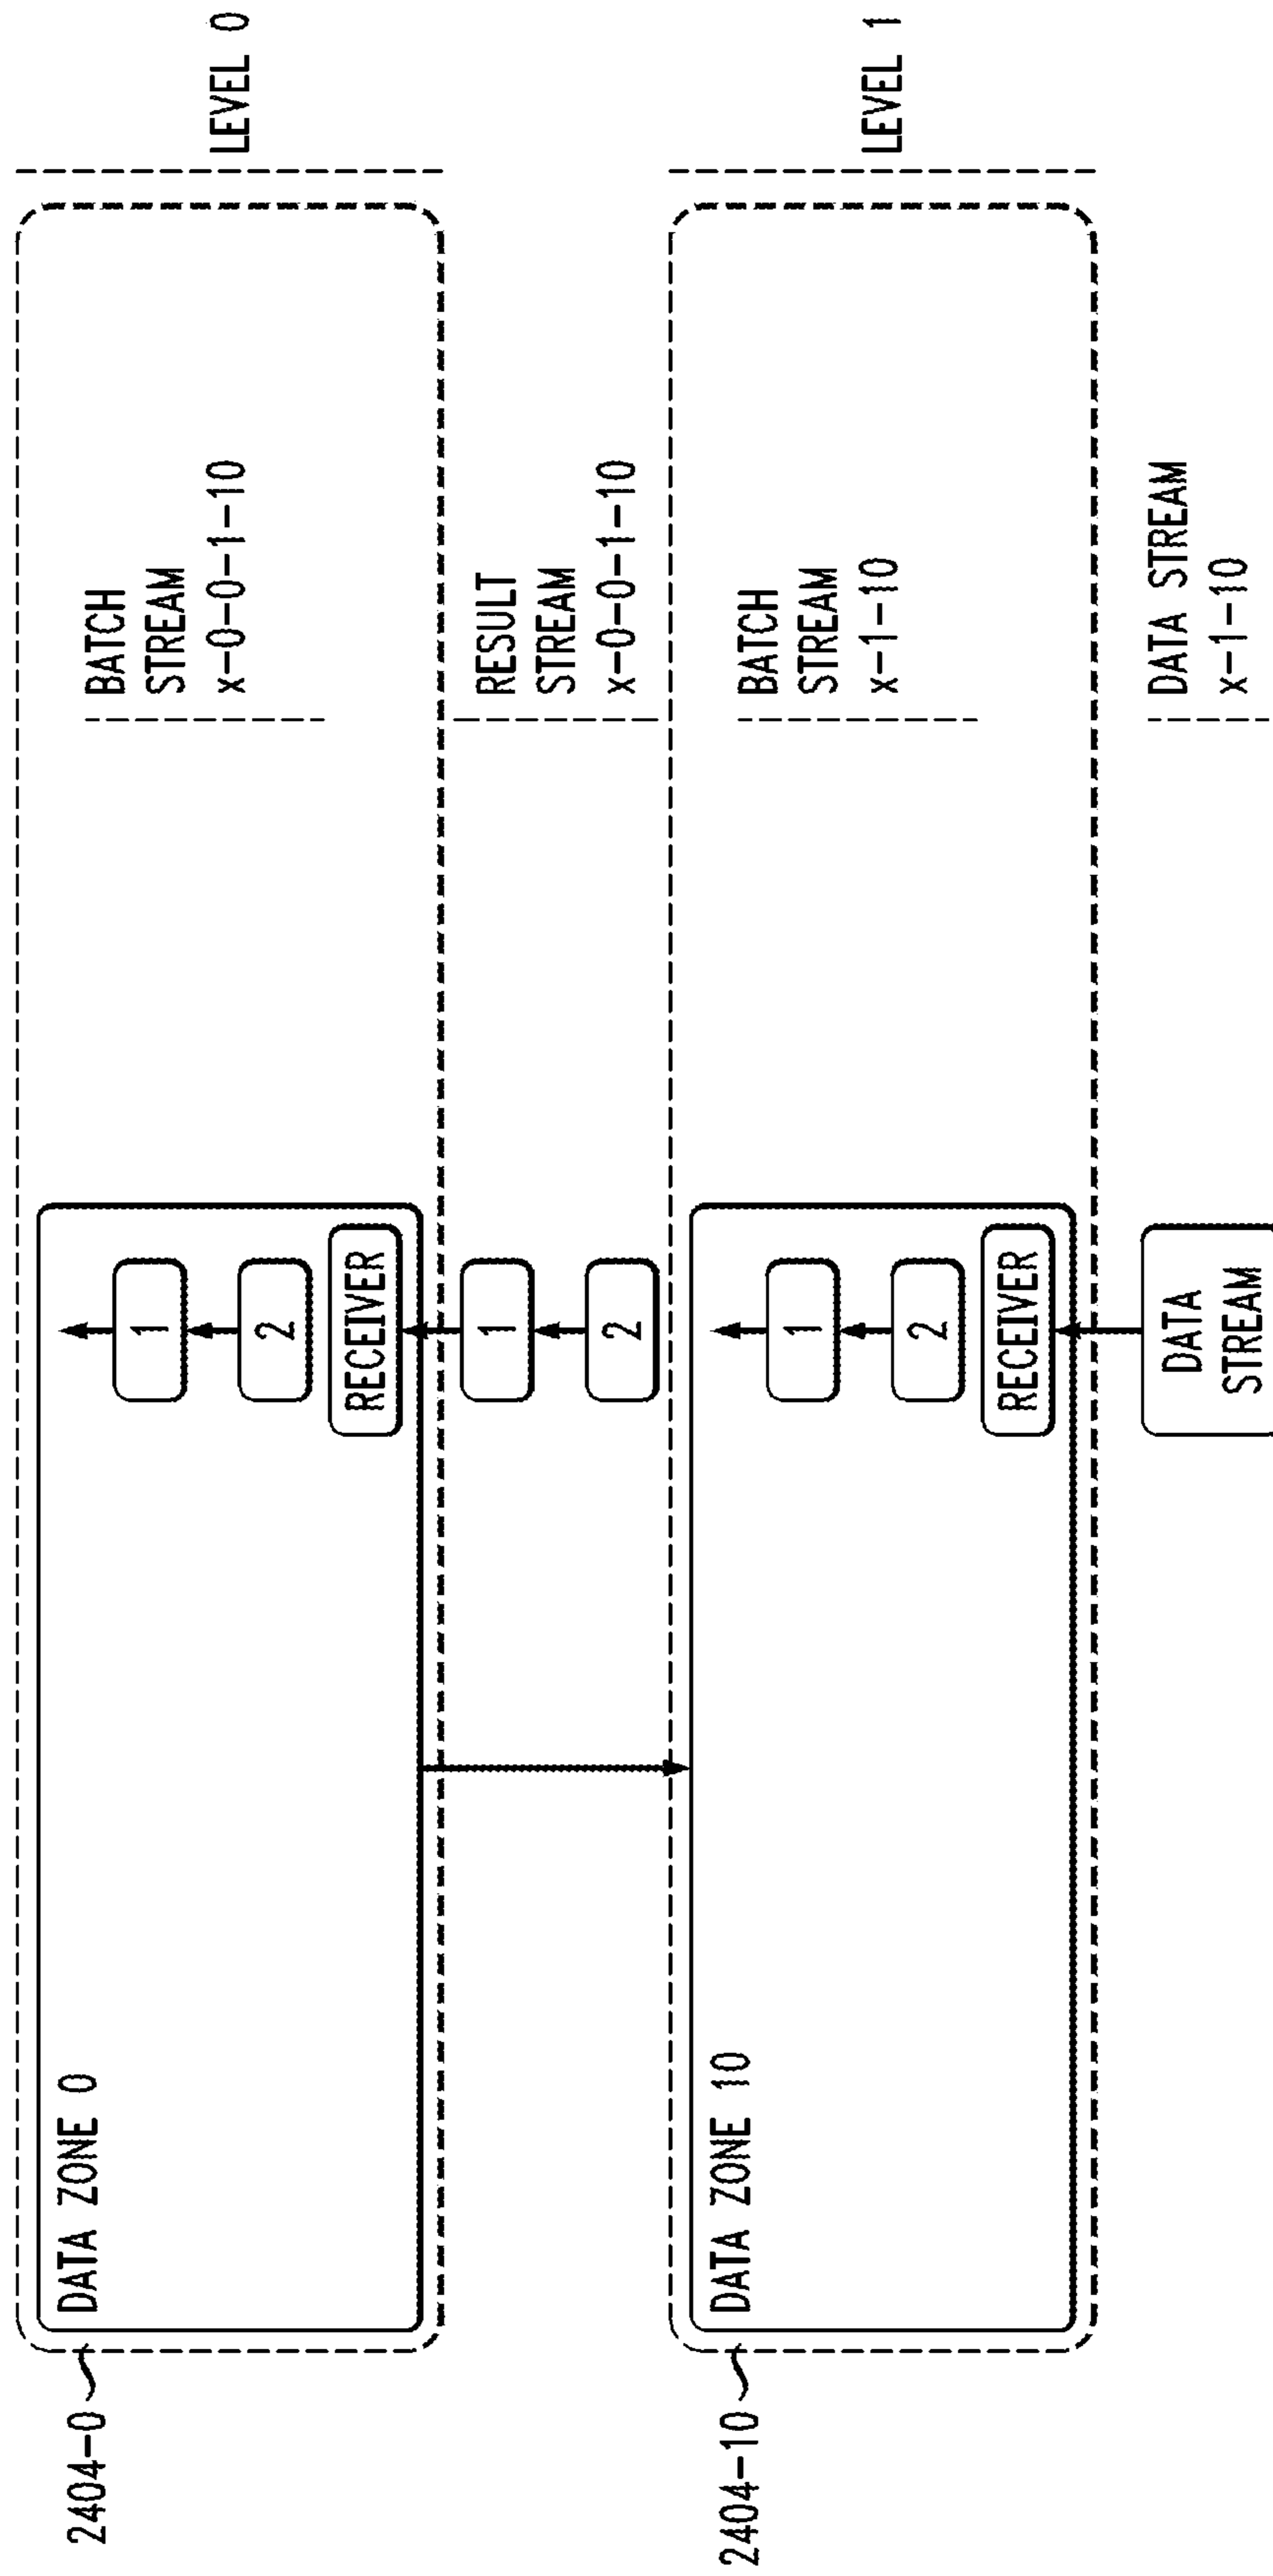 2404-0
DATA ZONE 0
1
2
RECEIVER
BATCH
STREAM
x-0-0-1-10
LEVEL 0
1
2
RESULT
STREAM
x-0-0-1-10
2404-10
DATA ZONE 10
1
2
RECEIVER
BATCH
STREAM
x-1-10
LEVEL 1
DATA
STREAM
DATA STREAM
x-1-10